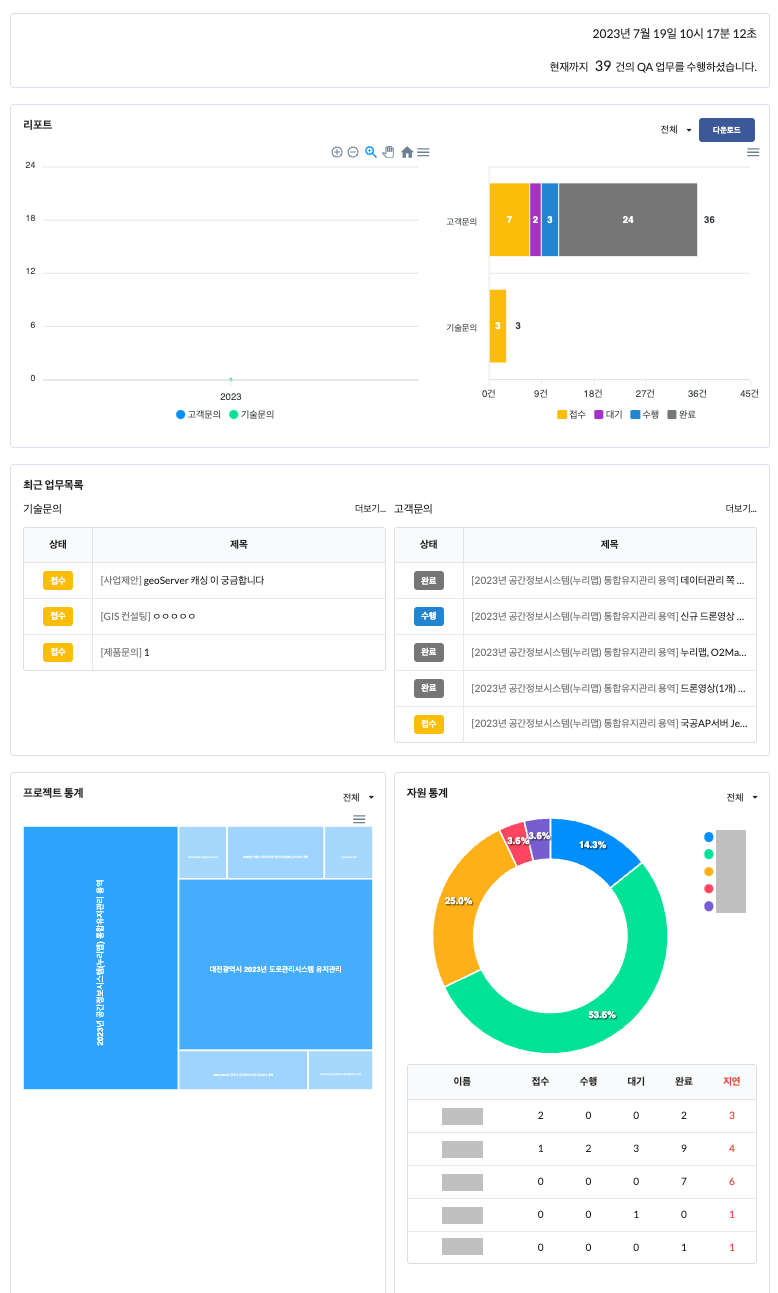 2023년 7월 19일 10시 17분 12초
현재까지 39 건의 QA 업무를 수행하셨습니다.
리포트
전체
다운로드
24
18
12
6
0
2023
고객문의 기술문의
고객문의
7 2 3 24 36
기술문의
3 3
0건 9건 18건 27건 36건 45건
접수 대기 수행 완료
최근 업무목록
기술문의 더보기...
상태 제목
접수 [사업제안] geoServer 캐싱 이 궁금합니다
접수 [GIS 컨설팅] ㅇㅇㅇㅇㅇ
접수 [제품문의] 1
고객문의 더보기...
상태 제목
완료 [2023년 공간정보시스템(누리맵) 통합유지관리 용역] 데이터관리 쪽 ...
수행 [2023년 공간정보시스템(누리맵) 통합유지관리 용역] 신규 드론영상 ...
완료 [2023년 공간정보시스템(누리맵) 통합유지관리 용역] 누리맵, O2Ma...
완료 [2023년 공간정보시스템(누리맵) 통합유지관리 용역] 드론영상(1개) ...
접수 [2023년 공간정보시스템(누리맵) 통합유지관리 용역] 국공AP서버 Je...
프로젝트 통계
전체
2023년 공간정보시스템(누리맵) 통합유지관리 용역
대전광역시 2023년 도로관리시스템 유지관리
자원 통계
전체
14.3%
53.6%
25.0%
3.6%
3.6%
이름 접수 수행 대기 완료 지연
2 0 0 2 3
1 2 3 9 4
0 0 0 7 6
0 0 1 0 1
0 0 0 1 1